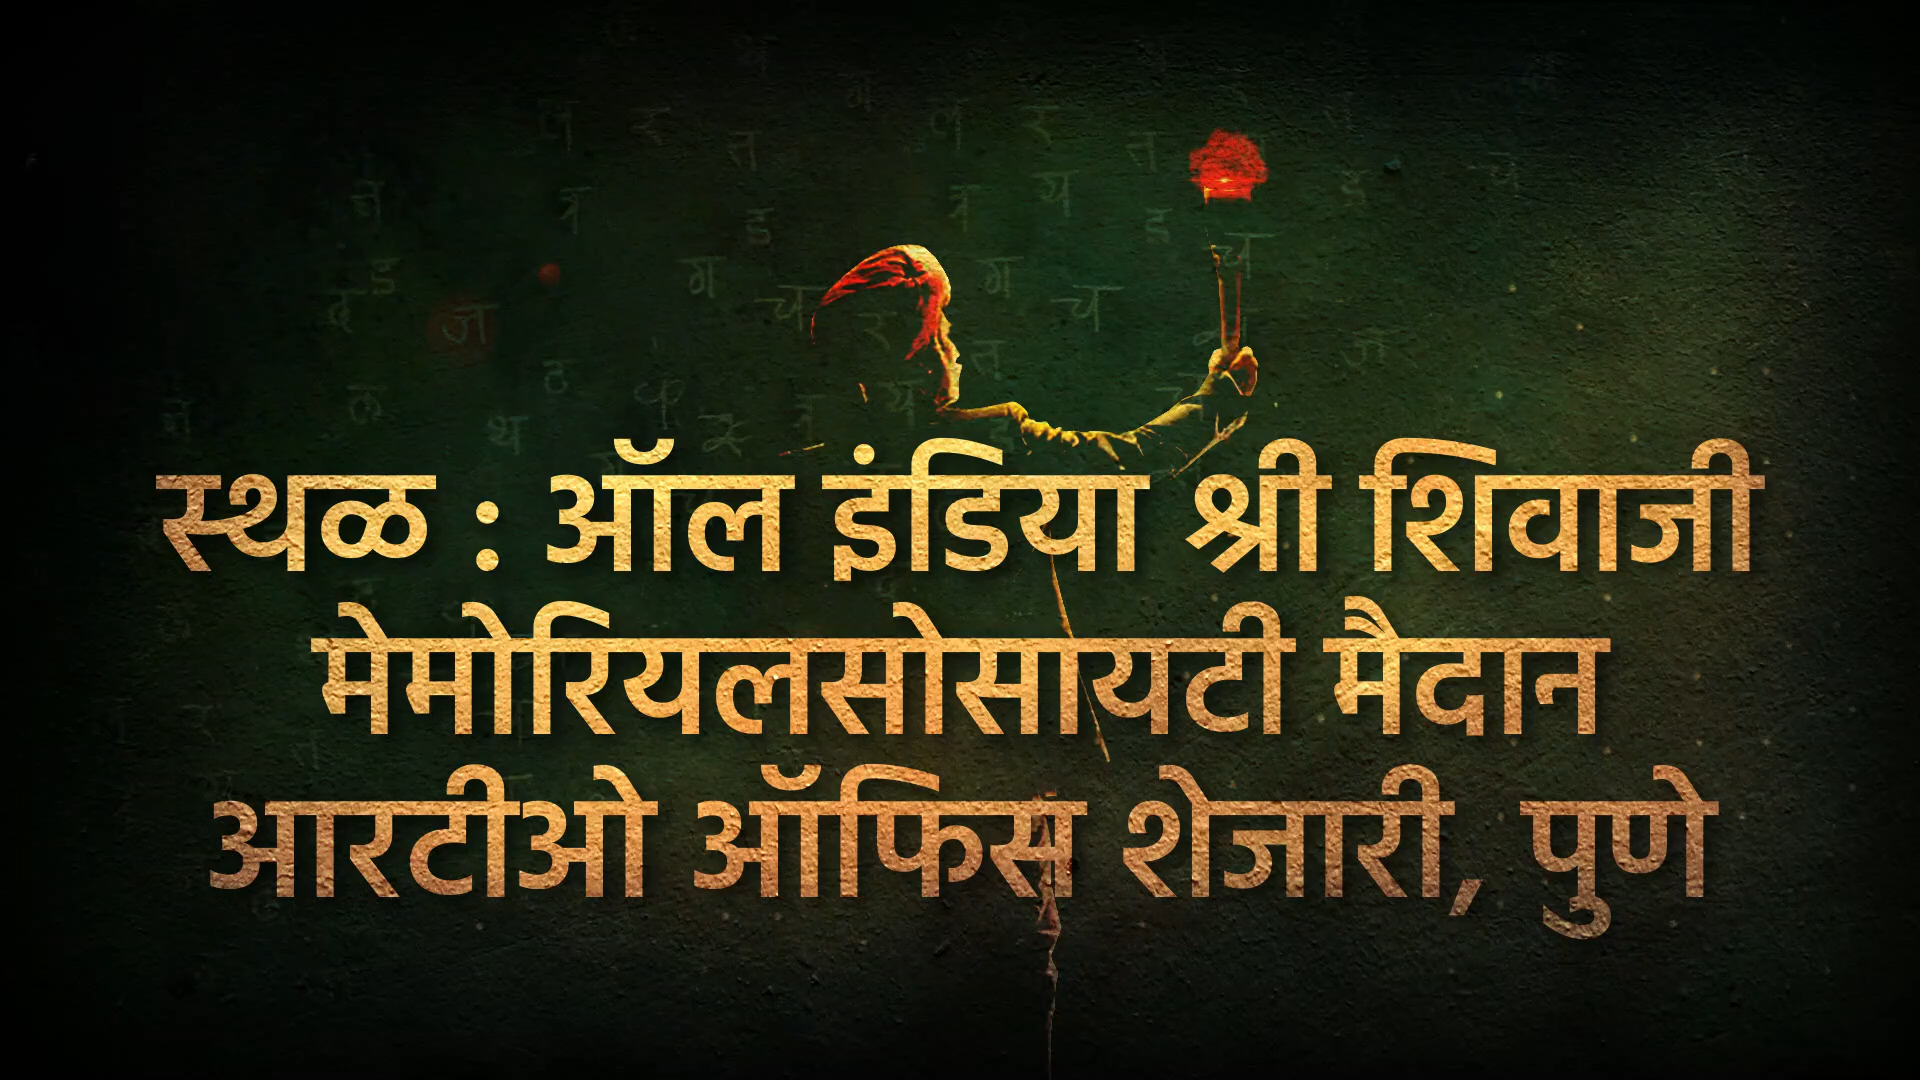 स्थळ : ऑल इंडिया श्री शिवाजी
मेमोरियलसोसायटी मैदान
आरटीओ ऑफिस शेजारी, पुणे